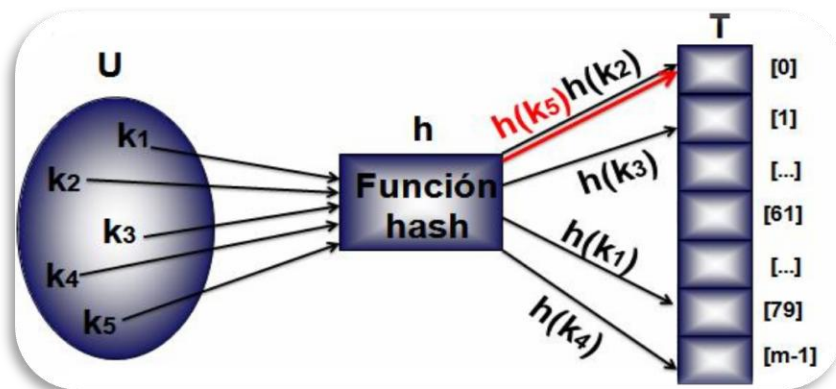 U
k1
k2
k3
k4
k5
h
Función
hash
h(k5)h(k2)
h(k3)
h(k1)
h(k4)
T
[0]
[1]
[...]
[61]
[...]
[79]
[m-1]